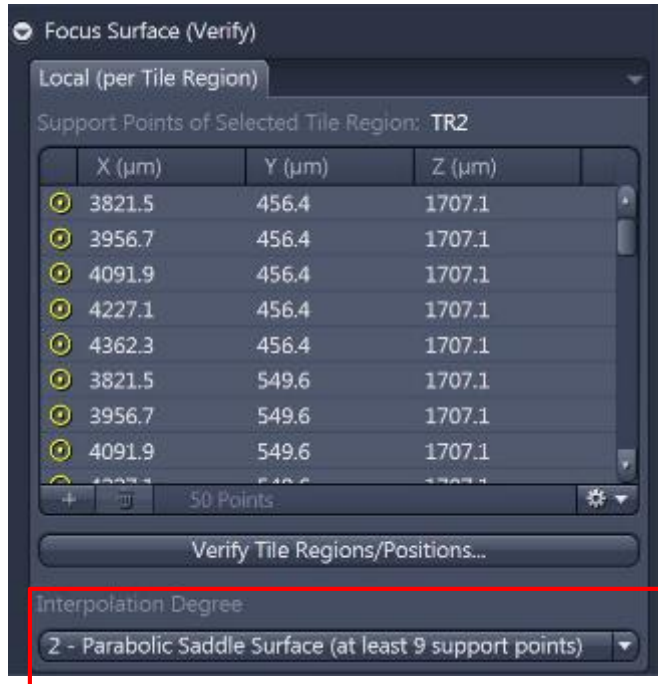 Focus Surface (Verify)
Local (per Tile Region)
Support Points of Selected Tile Region: TR2
X (µm) Y (µm) Z (µm)
3821.5 456.4 1707.1
3956.7 456.4 1707.1
4091.9 456.4 1707.1
4227.1 456.4 1707.1
4362.3 456.4 1707.1
3821.5 549.6 1707.1
3956.7 549.6 1707.1
4091.9 549.6 1707.1
+ 50 Points
Verify Tile Regions/Positions...
Interpolation Degree
2 - Parabolic Saddle Surface (at least 9 support points)